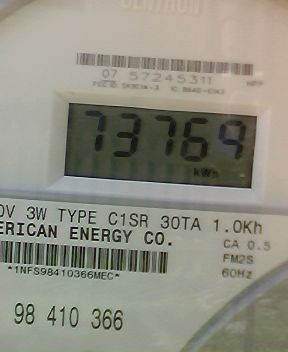 CENTRON
07 57245311
73769
kWh
0V 3W TYPE C1SR 30TA 1.0Kh
ERICAN ENERGY CO.
CA 0.5
FM2S
*1NFS98410366MEC*
60Hz
98 410 366